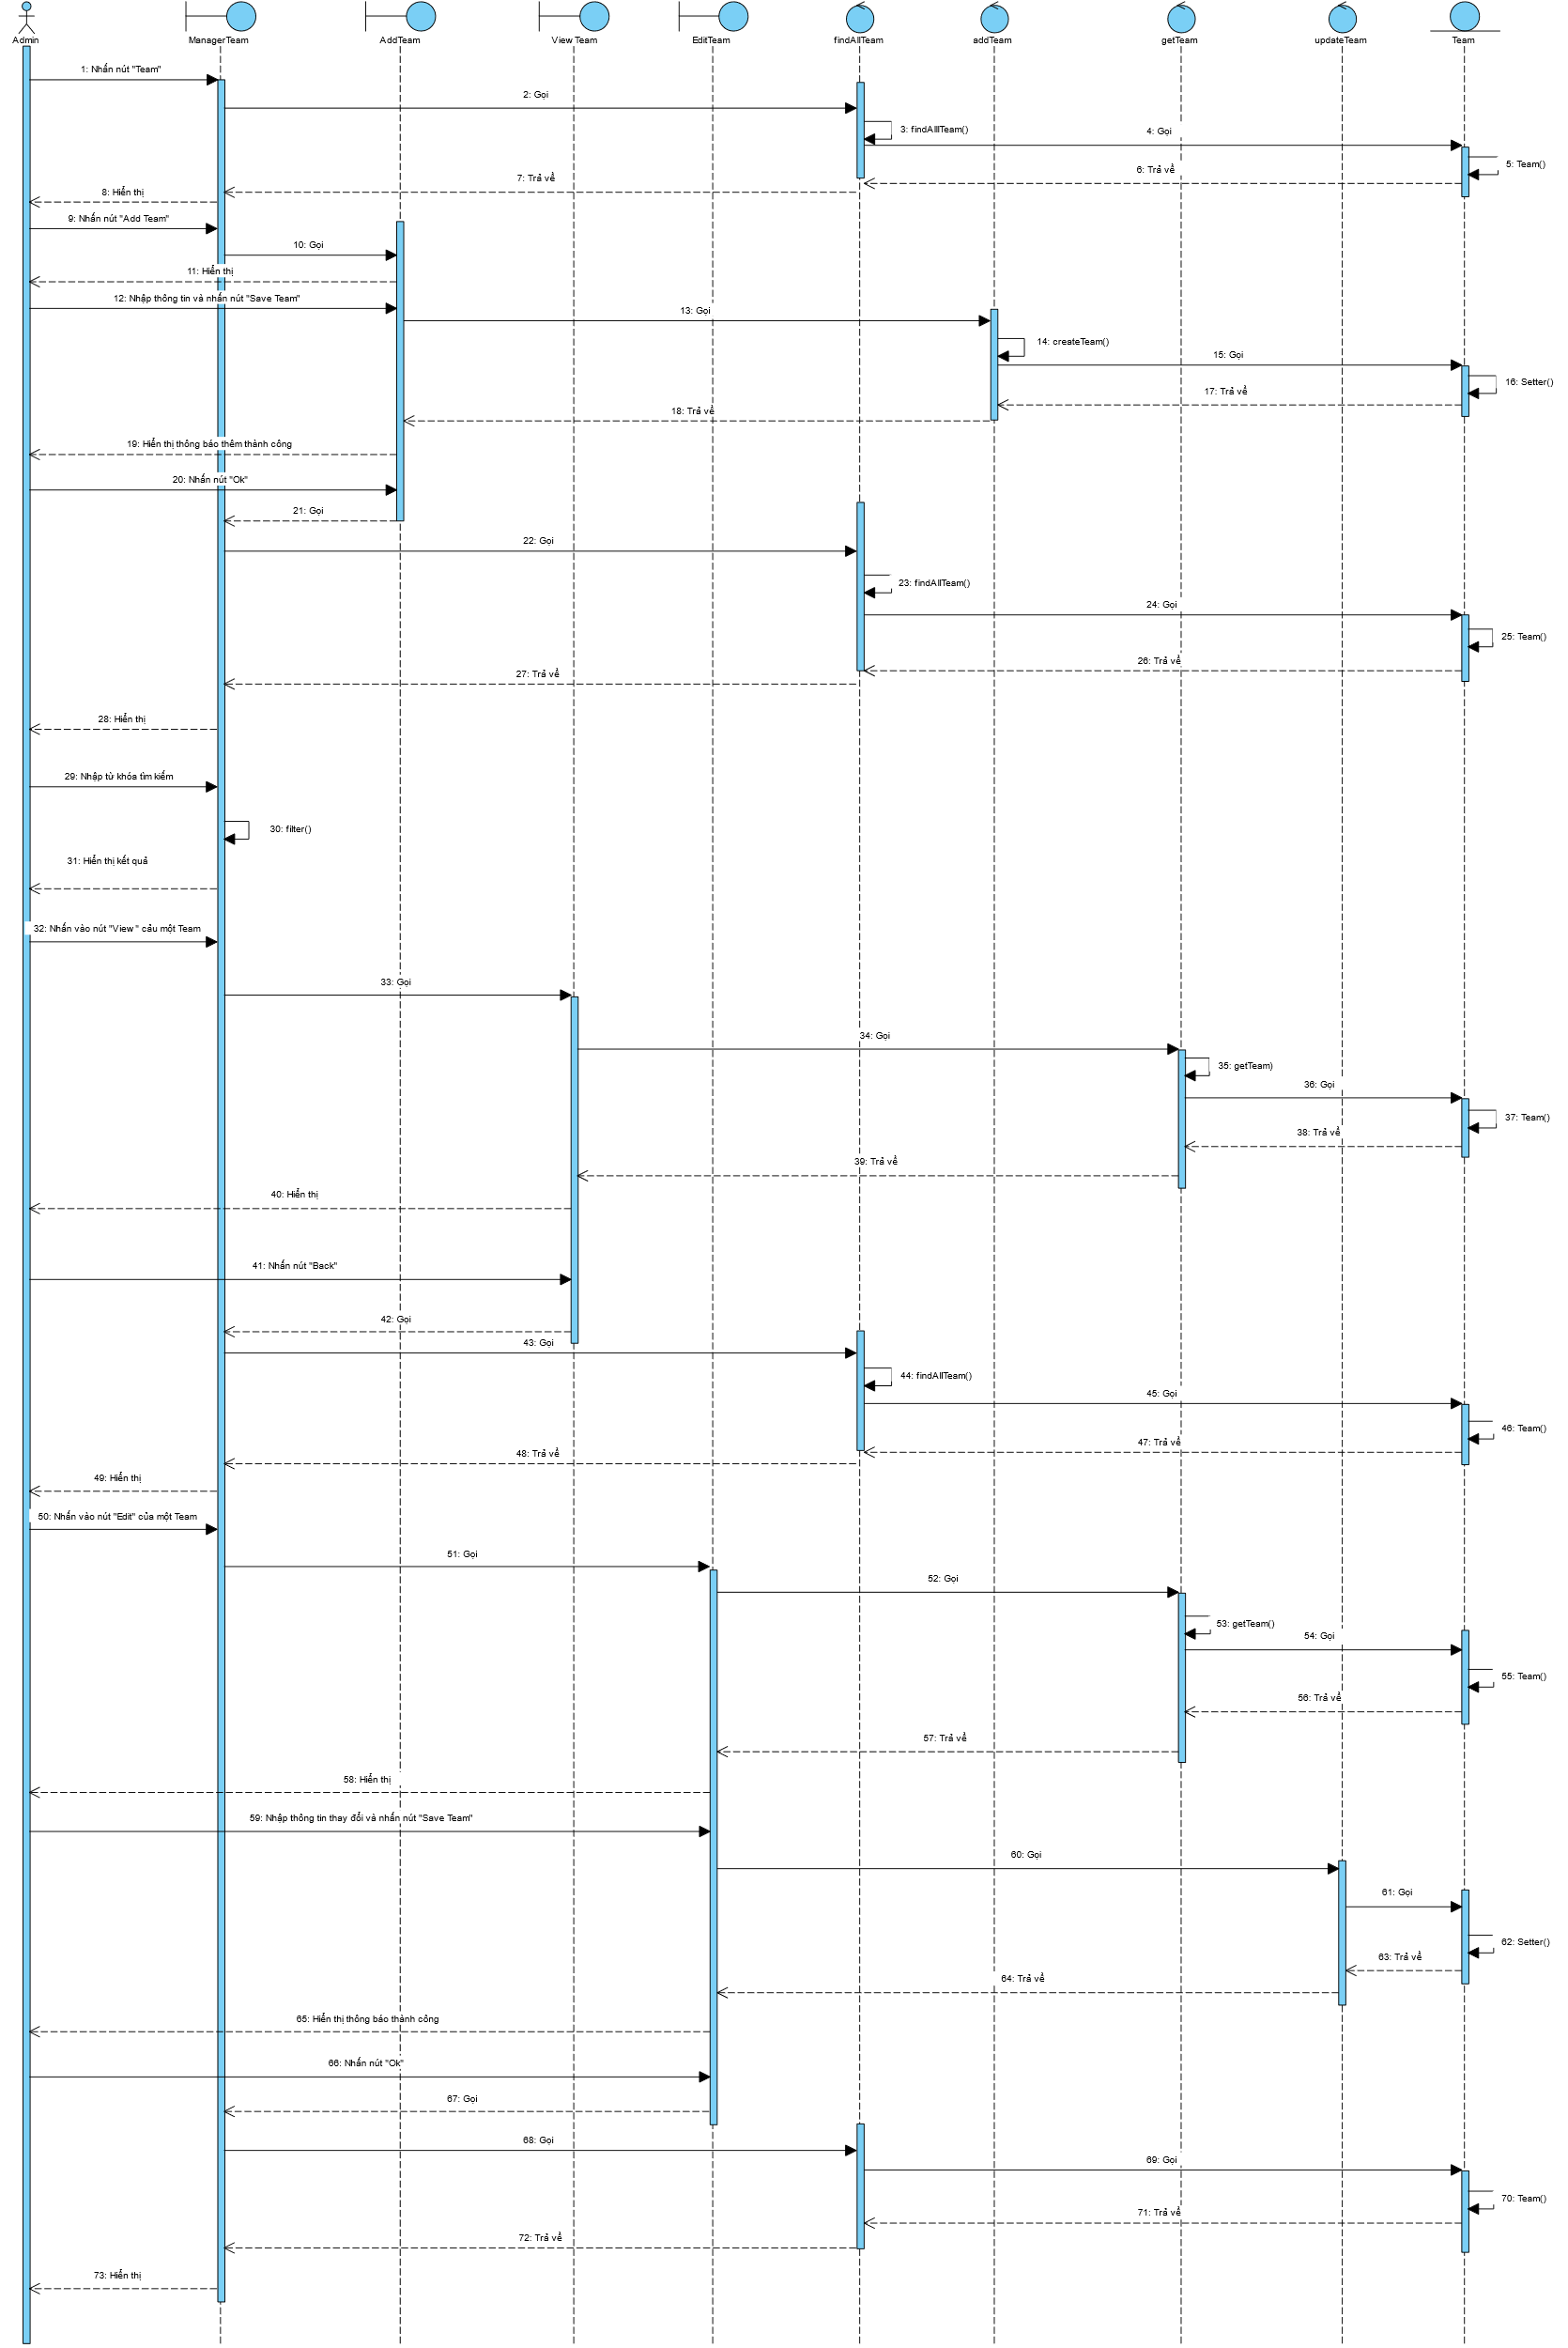 Admin
ManagerTeam
AddTeam
View Team
EditTeam
findAllTeam
addTeam
getTeam
updateTeam
Team
1: Nhấn nút "Team"
2: Gọi
3: findAllITeam()
4: Gọi
5: Team()
6: Trả về
7: Trả về
8: Hiển thị
9: Nhấn nút "Add Team"
10: Gọi
11: Hiển thị
12: Nhập thông tin và nhấn nút "Save Team"
13: Gọi
14: createTeam()
15: Gọi
16: Setter()
17: Trả về
18: Trả về
19: Hiển thị thông báo thêm thành công
20: Nhấn nút "Ok"
21: Gọi
22: Gọi
23: findAllTeam()
24: Gọi
25: Team()
26: Trả về
27: Trả về
28: Hiển thị
29: Nhập từ khóa tìm kiếm
30: filter()
31: Hiển thị kết quả
32: Nhấn vào nút "View " cảu một Team
33: Gọi
34: Gọi
35: getTeam)
36: Gọi
37: Team()
38: Trả về
39: Trả về
40: Hiển thị
41: Nhấn nút "Back"
42: Gọi
43: Gọi
44: findAllTeam()
45: Gọi
46: Team()
47: Trả về
48: Trả về
49: Hiển thị
50: Nhấn vào nút "Edit" của một Team
51: Gọi
52: Gọi
53: getTeam()
54: Gọi
55: Team()
56: Trả về
57: Trả về
58: Hiển thị
59: Nhập thông tin thay đổi và nhấn nút "Save Team"
60: Gọi
61: Gọi
62: Setter()
63: Trả về
64: Trả về
65: Hiển thị thông báo thành công
66: Nhấn nút "Ok"
67: Gọi
68: Gọi
69: Gọi
70: Team()
71: Trả về
72: Trả về
73: Hiển thị